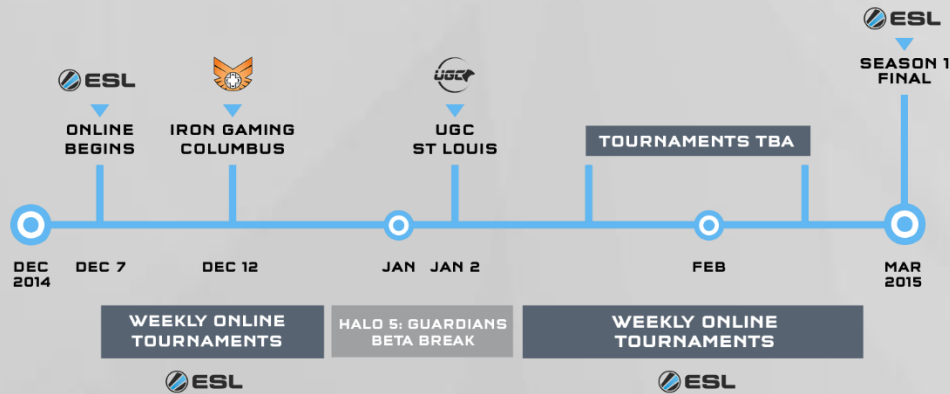 ESL
SEASON 1
FINAL
ESL
ONLINE
BEGINS
IRON GAMING
COLUMBUS
UGC
UGC
ST LOUIS
TOURNAMENTS TBA
DEC
2014
DEC 7
DEC 12
JAN
JAN 2
FEB
MAR
2015
WEEKLY ONLINE
TOURNAMENTS
ESL
HALO 5: GUARDIANS
BETA BREAK
WEEKLY ONLINE
TOURNAMENTS
ESL